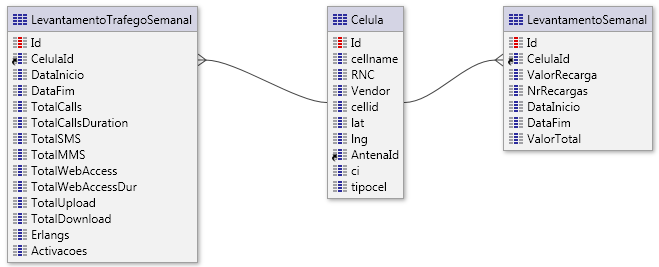 LevantamentoTrafegoSemanal
Id
CelulaId
DataInicio
DataFim
TotalCalls
TotalCallsDuration
TotalSMS
TotalMMS
TotalWebAccess
TotalWebAccessDur
TotalUpload
TotalDownload
Erlangs
Activacoes
Celula
Id
cellname
RNC
Vendor
cellid
lat
lng
AntenaId
ci
tipocel
LevantamentoSemanal
Id
CelulaId
ValorRecarga
NrRecargas
DataInicio
DataFim
ValorTotal